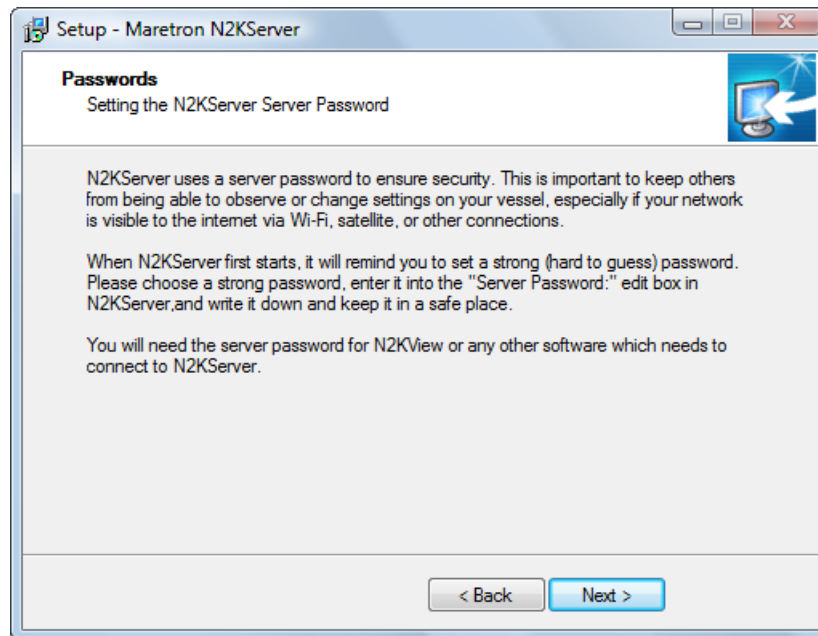 Setup - Maretron N2KServer
Passwords
Setting the N2KServer Server Password
N2KServer uses a server password to ensure security. This is important to keep others
from being able to observe or change settings on your vessel, especially if your network
is visible to the internet via Wi-Fi, satellite, or other connections.
When N2KServer first starts, it will remind you to set a strong (hard to guess) password.
Please choose a strong password, enter it into the "Server Password:" edit box in
N2KServer,and write it down and keep it in a safe place.
You will need the server password for N2KView or any other software which needs to
connect to N2KServer.
< Back
Next >